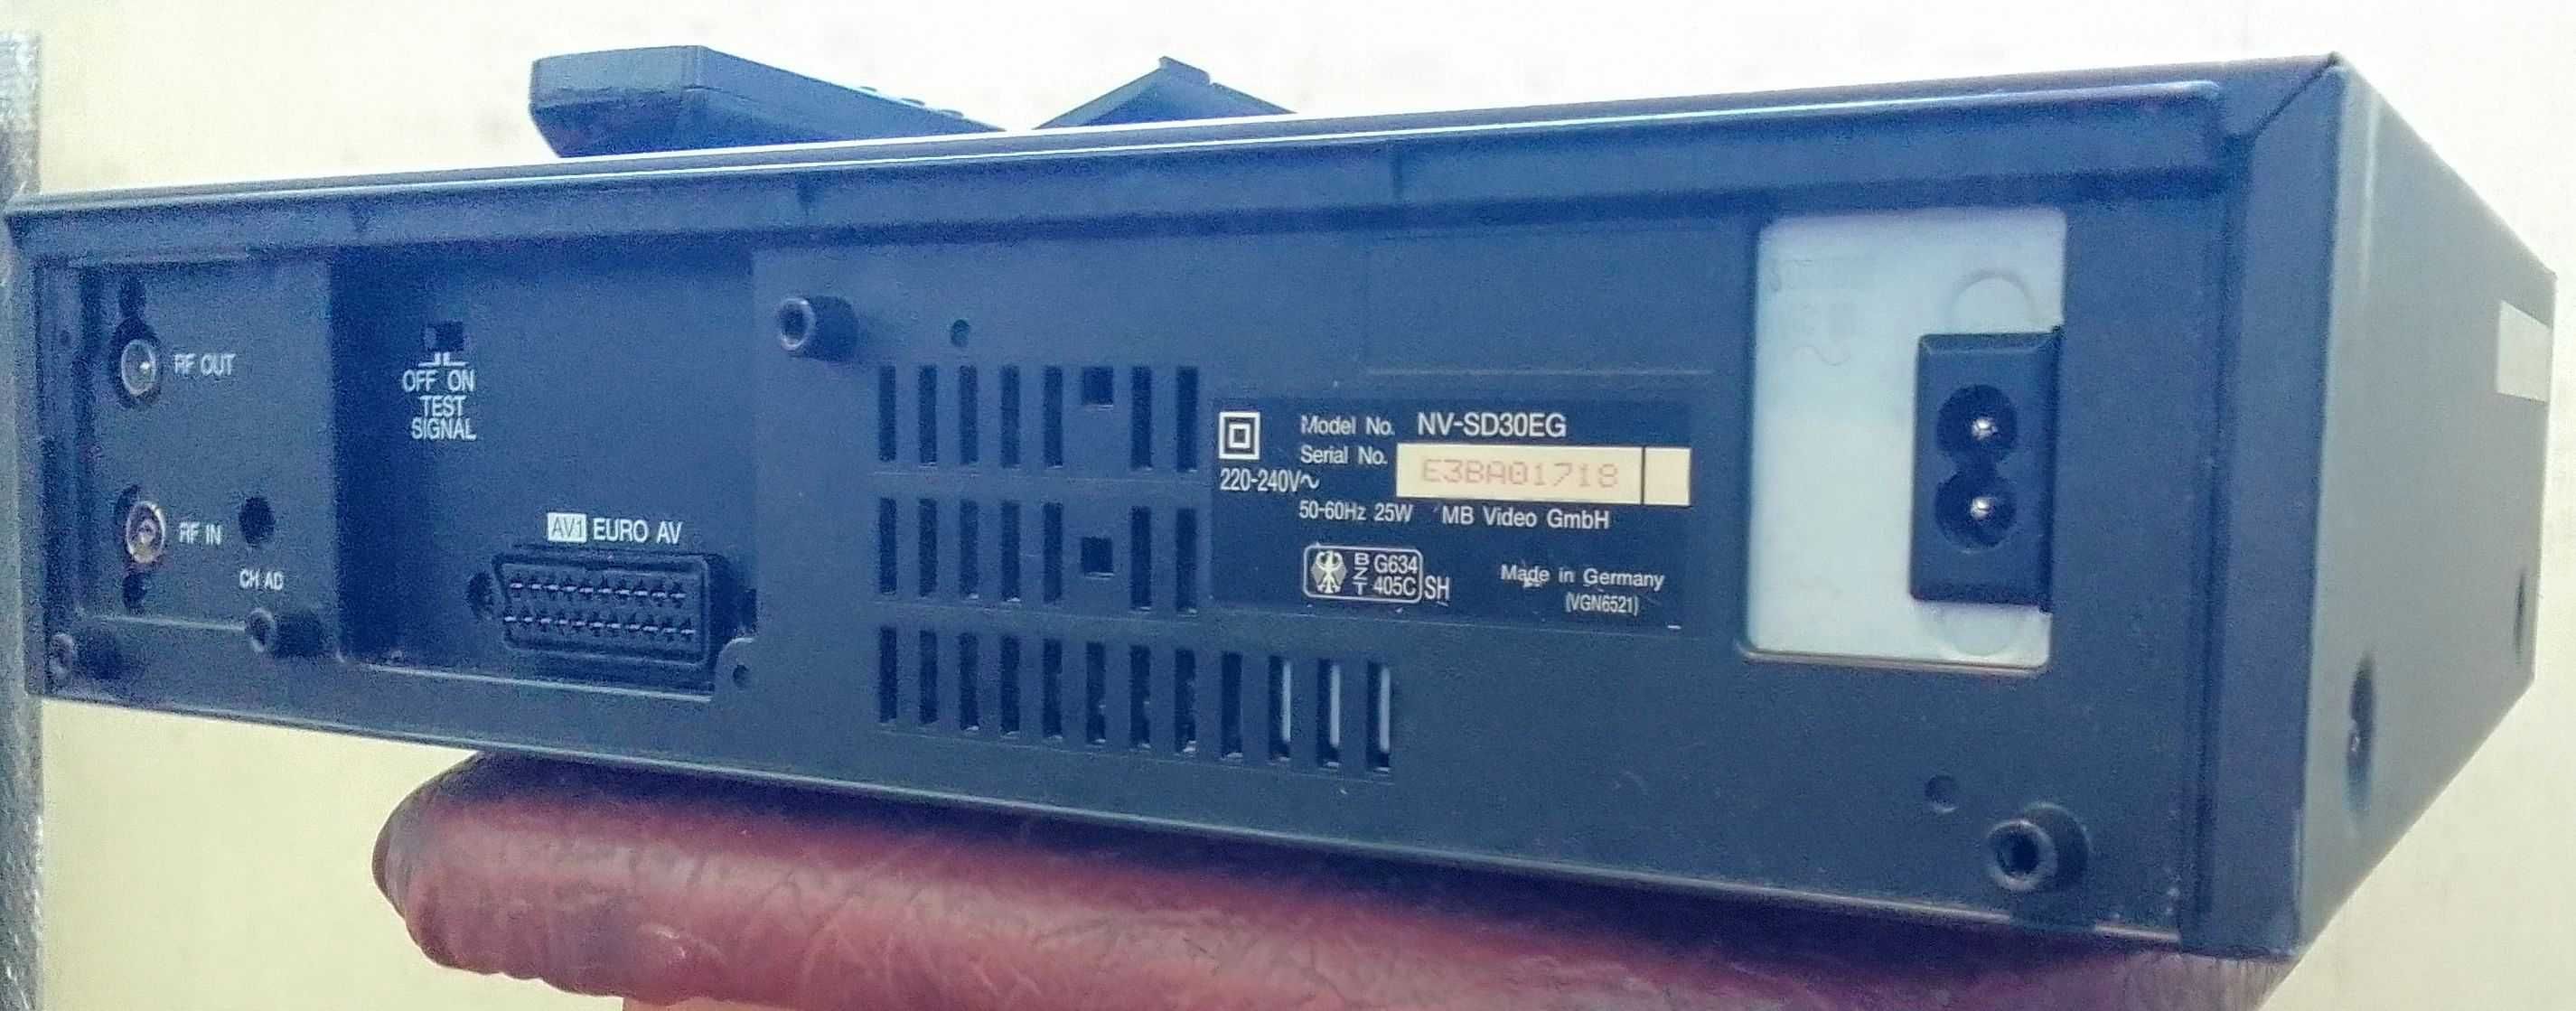 RF OUT
OFF ON
TEST
SIGNAL
RF IN
CH AD
AV1 EURO AV
Model No. NV-SD30EG
Serial No. E3BA01718
220-240V~
50-60Hz 25W MB Video GmbH
BZT G634
405C SH
Made in Germany
(VGN6521)